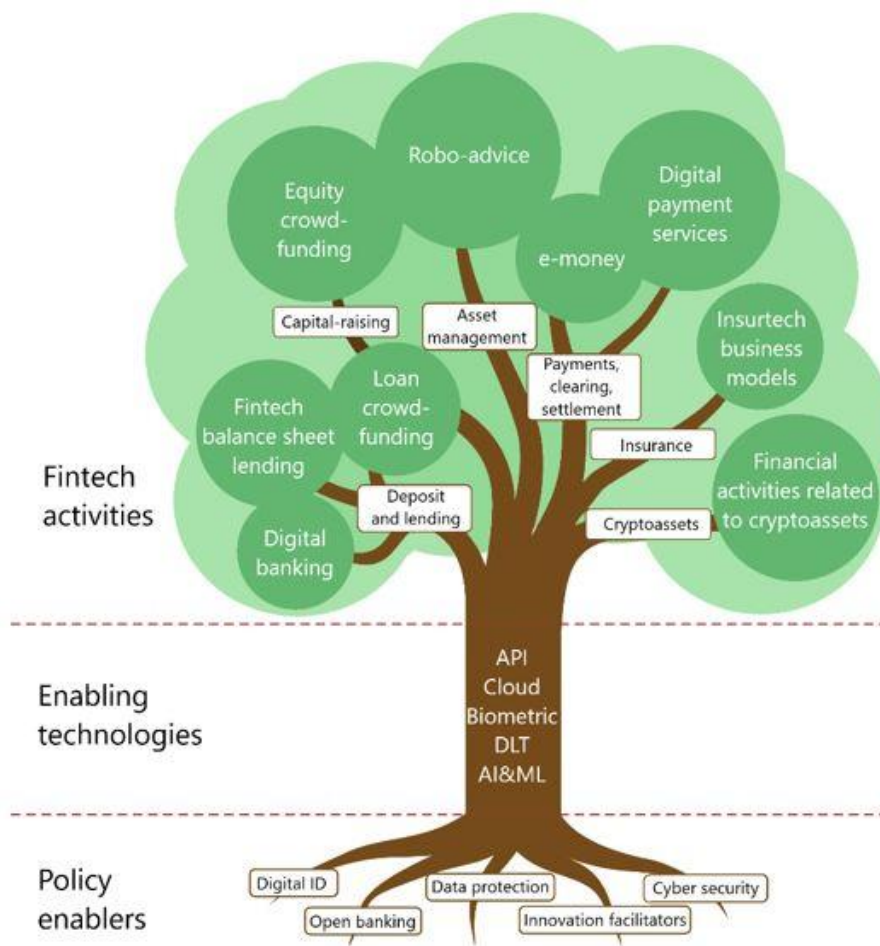 Robo-advice
Equity
crowd-
funding
Digital
payment
services
e-money
Capital-raising
Asset
management
Insurtech
business
models
Payments,
clearing,
settlement
Loan
crowd-
funding
Fintech
balance sheet
lending
Insurance
Financial
activities related
to cryptoassets
Deposit
and lending
Cryptoassets
Digital
banking
Fintech
activities
Enabling
technologies
API
Cloud
Biometric
DLT
AI&ML
Policy
enablers
Digital ID
Data protection
Cyber security
Open banking
Innovation facilitators